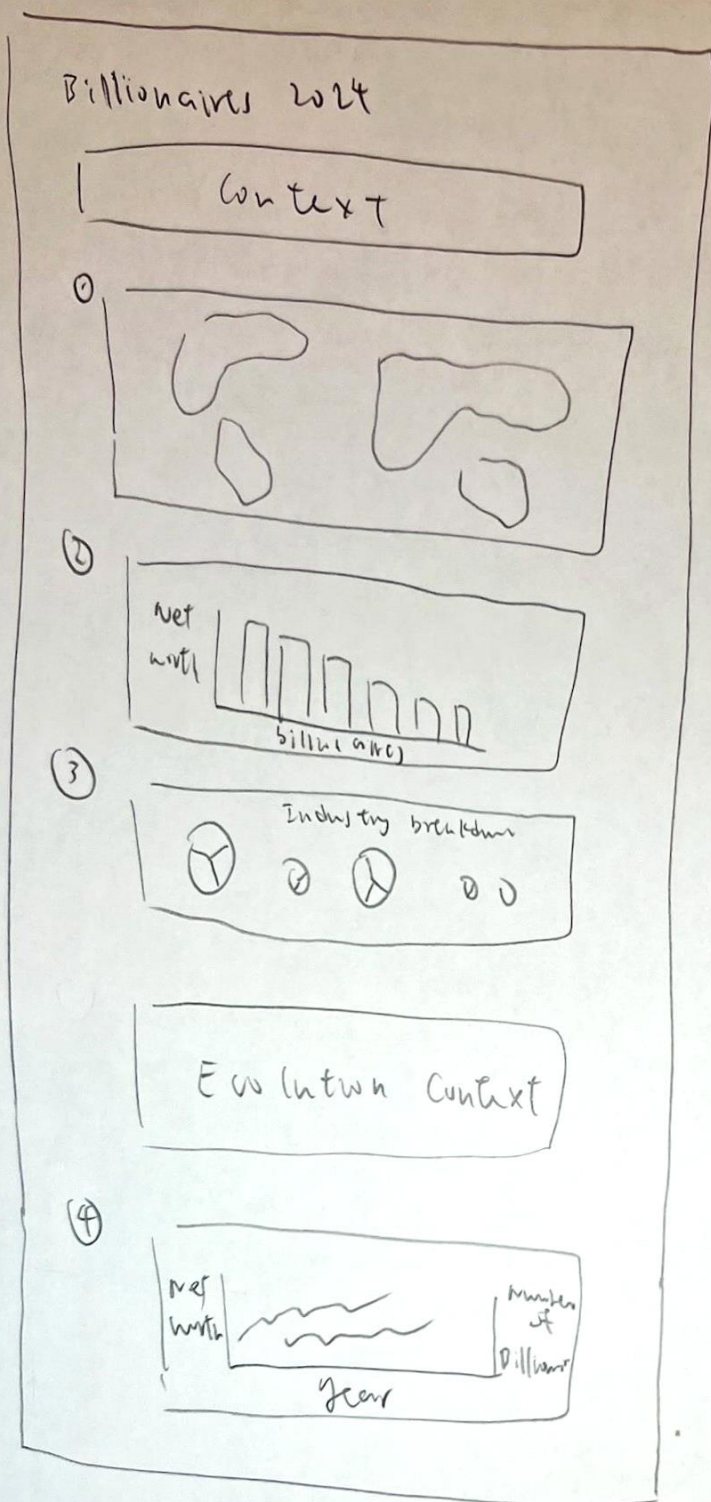 Billionaires 2024
Context
1
2
Net
worth
billionaires
3
Industry breakdown
Evolution Context
4
Net
Worth
Number
of
Billionr
Year